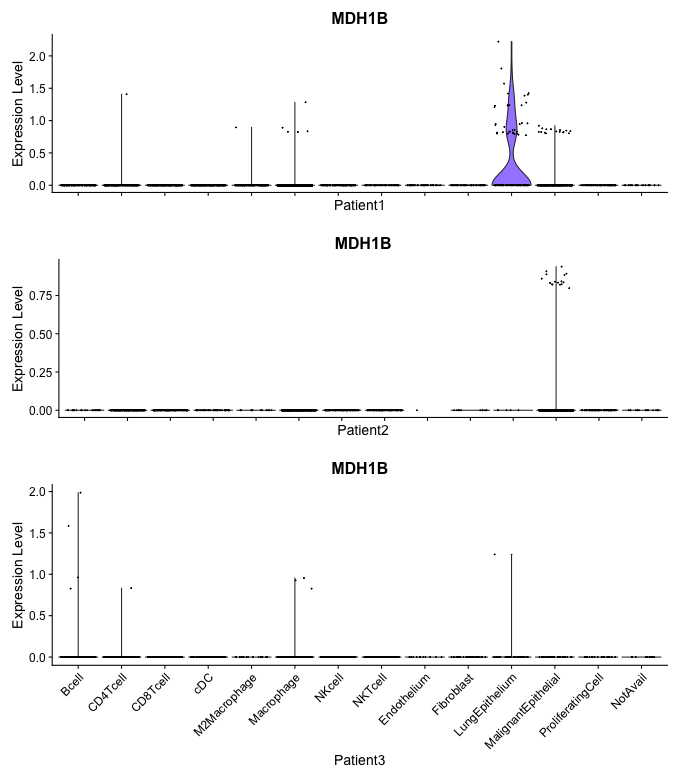 MDH1B
Expression Level
2.0
1.5
1.0
0.5
0.0
Patient1
MDH1B
Expression Level
0.75
0.50
0.25
0.00
Patient2
MDH1B
Expression Level
2.0
1.5
1.0
0.5
0.0
Bcell
CD4Tcell
CD8Tcell
cDC
M2Macrophage
Macrophage
NKcell
NKTcell
Endothelium
Fibroblast
LungEpithelium
MalignantEpithelial
ProliferatingCell
NotAvail
Patient3